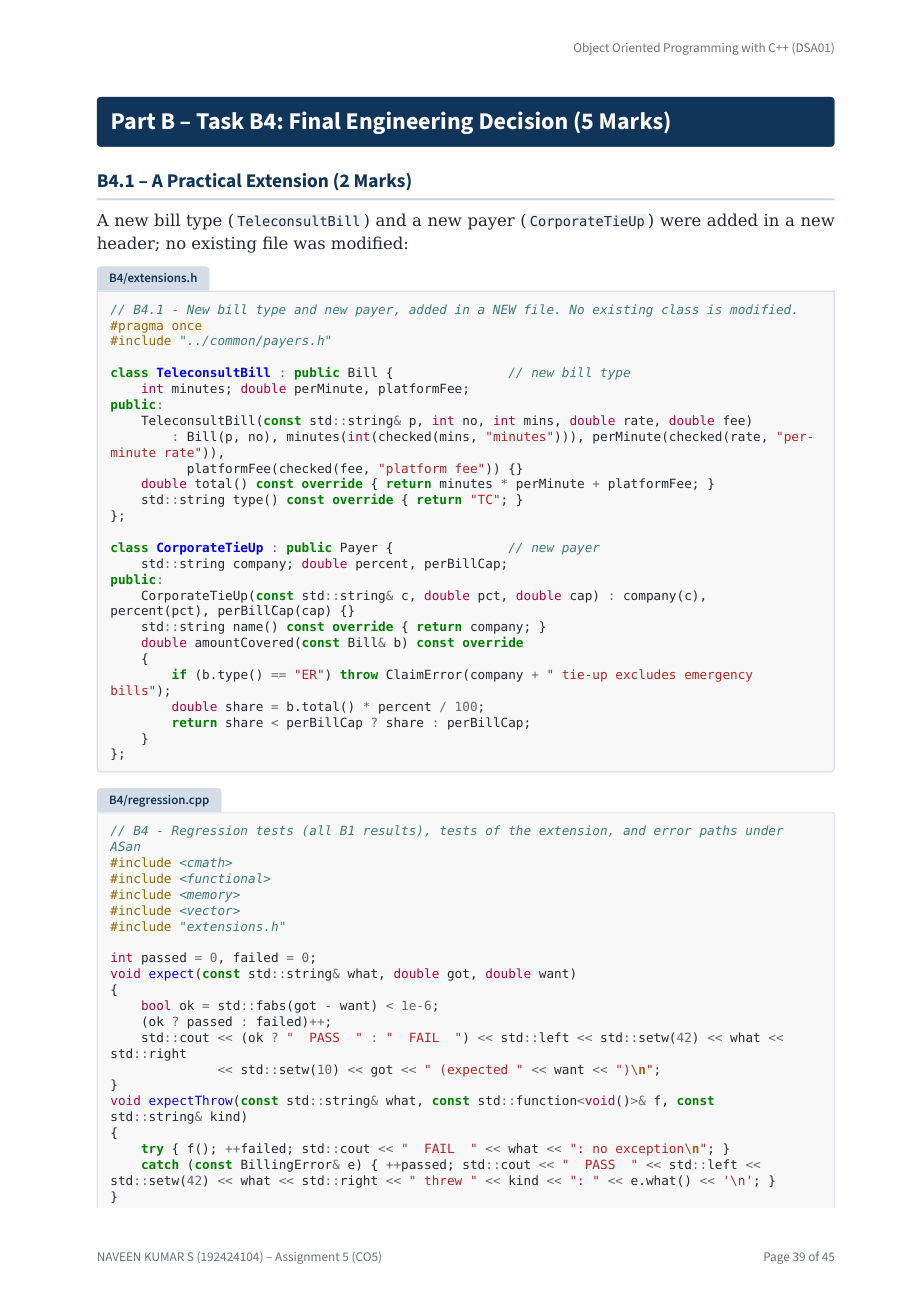 Object Oriented Programming with C++ (DSA01)
Part B – Task B4: Final Engineering Decision (5 Marks)
B4.1 – A Practical Extension (2 Marks)
A new bill type (TeleconsultBill) and a new payer (CorporateTieUp) were added in a new
header; no existing file was modified:
B4/extensions.h
// B4.1 - New bill type and new payer, added in a NEW file. No existing class is modified.
#pragma once
#include "../common/payers.h"
class TeleconsultBill : public Bill {               // new bill type
    int minutes; double perMinute, platformFee;
public:
    TeleconsultBill(const std::string& p, int no, int mins, double rate, double fee)
        : Bill(p, no), minutes(int(checked(mins, "minutes"))), perMinute(checked(rate, "per-
minute rate")),
          platformFee(checked(fee, "platform fee")) {}
    double total() const override { return minutes * perMinute + platformFee; }
    std::string type() const override { return "TC"; }
};
class CorporateTieUp : public Payer {               // new payer
    std::string company; double percent, perBillCap;
public:
    CorporateTieUp(const std::string& c, double pct, double cap) : company(c),
percent(pct), perBillCap(cap) {}
    std::string name() const override { return company; }
    double amountCovered(const Bill& b) const override
    {
        if (b.type() == "ER") throw ClaimError(company + " tie-up excludes emergency
bills");
        double share = b.total() * percent / 100;
        return share < perBillCap ? share : perBillCap;
    }
};
B4/regression.cpp
// B4 - Regression tests (all B1 results), tests of the extension, and error paths under
ASan
#include <cmath>
#include <functional>
#include <memory>
#include <vector>
#include "extensions.h"
int passed = 0, failed = 0;
void expect(const std::string& what, double got, double want)
{
    bool ok = std::fabs(got - want) < 1e-6;
    (ok ? passed : failed)++;
    std::cout << (ok ? "  PASS  " : "  FAIL  ") << std::left << std::setw(42) << what <<
std::right
              << std::setw(10) << got << " (expected " << want << ")\n";
}
void expectThrow(const std::string& what, const std::function<void()>& f, const
std::string& kind)
{
    try { f(); ++failed; std::cout << "  FAIL  " << what << ": no exception\n"; }
    catch (const BillingError& e) { ++passed; std::cout << "  PASS  " << std::left <<
std::setw(42) << what << std::right << " threw " << kind << ": " << e.what() << '\n'; }
}
NAVEEN KUMAR S (192424104) – Assignment 5 (CO5)
Page 39 of 45